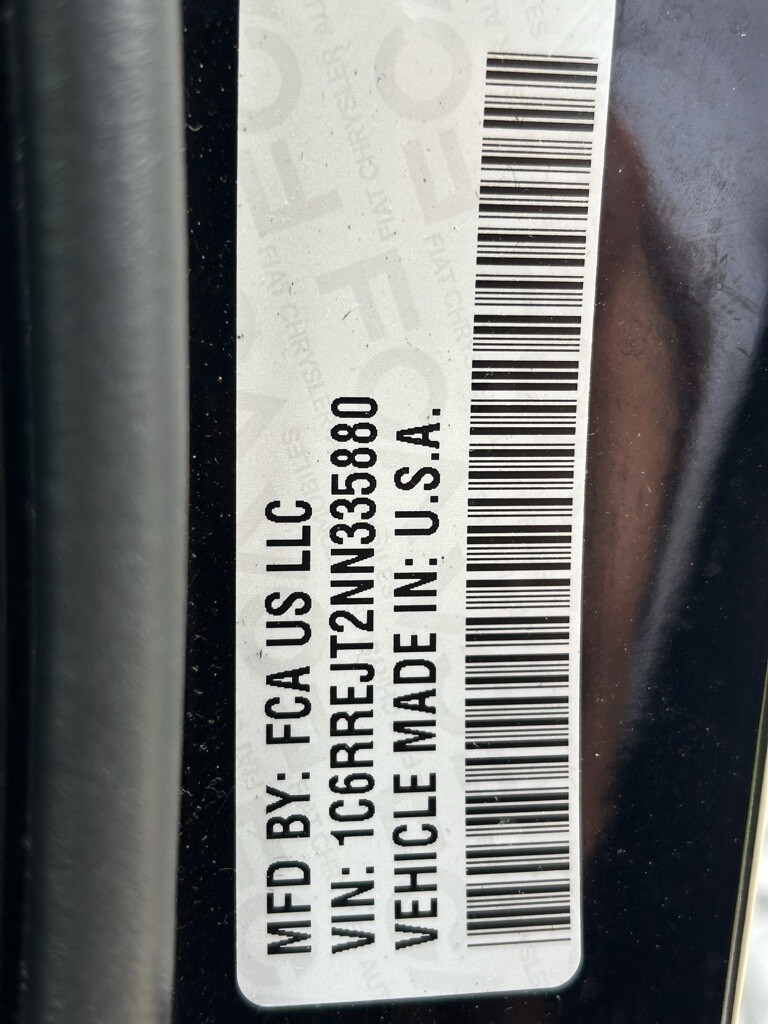 MFD BY: FCA US LLC
VIN: 1C6RREJT2NN335880
VEHICLE MADE IN: U.S.A.